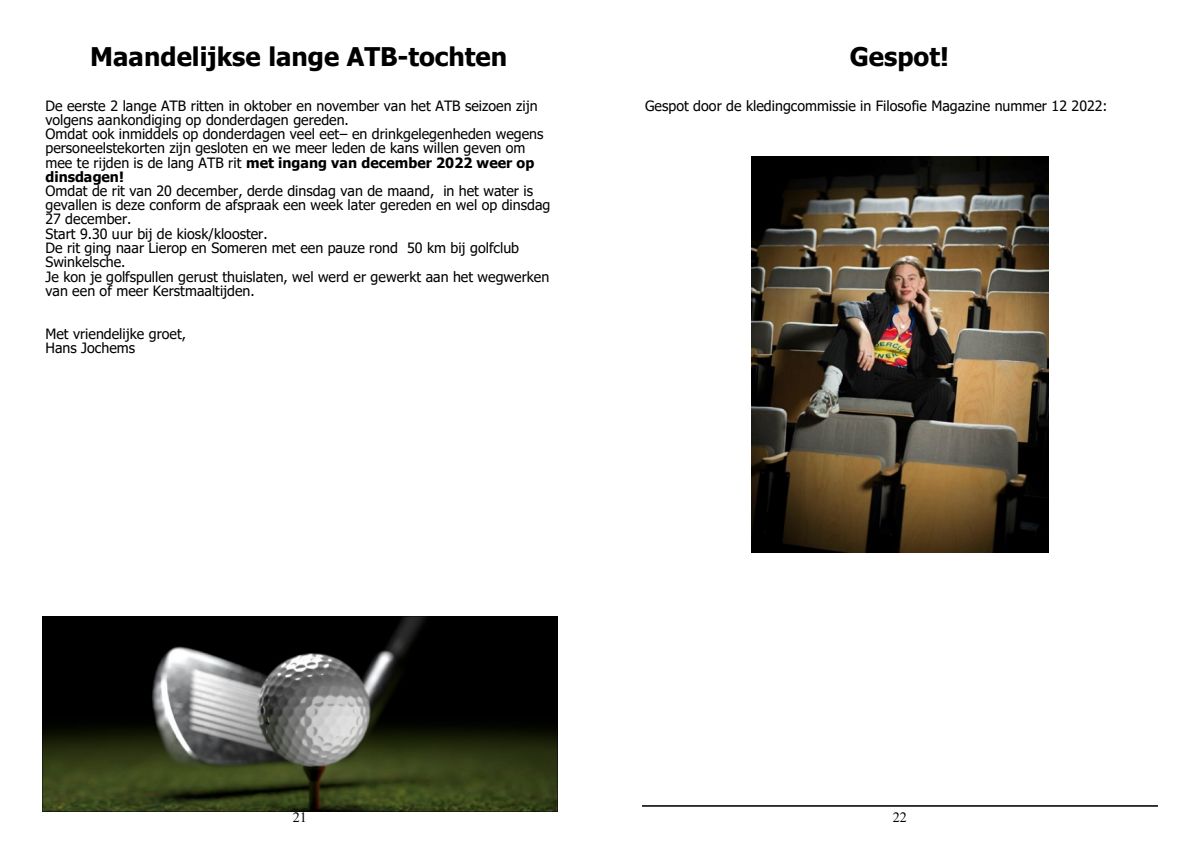 Maandelijkse lange ATB-tochten
De eerste 2 lange ATB ritten in oktober en november van het ATB seizoen zijn
volgens aankondiging op donderdagen gereden.
Omdat ook inmiddels op donderdagen veel eet– en drinkgelegenheden wegens
personeelstekorten zijn gesloten en we meer leden de kans willen geven om
mee te rijden is de lang ATB rit met ingang van december 2022 weer op
dinsdagen!
Omdat de rit van 20 december, derde dinsdag van de maand,  in het water is
gevallen is deze conform de afspraak een week later gereden en wel op dinsdag
27 december.
Start 9.30 uur bij de kiosk/klooster.
De rit ging naar Lierop en Someren met een pauze rond  50 km bij golfclub
Swinkelsche.
Je kon je golfspullen gerust thuislaten, wel werd er gewerkt aan het wegwerken
van een of meer Kerstmaaltijden.
Met vriendelijke groet,
Hans Jochems
21
Gespot!
Gespot door de kledingcommissie in Filosofie Magazine nummer 12 2022:
22